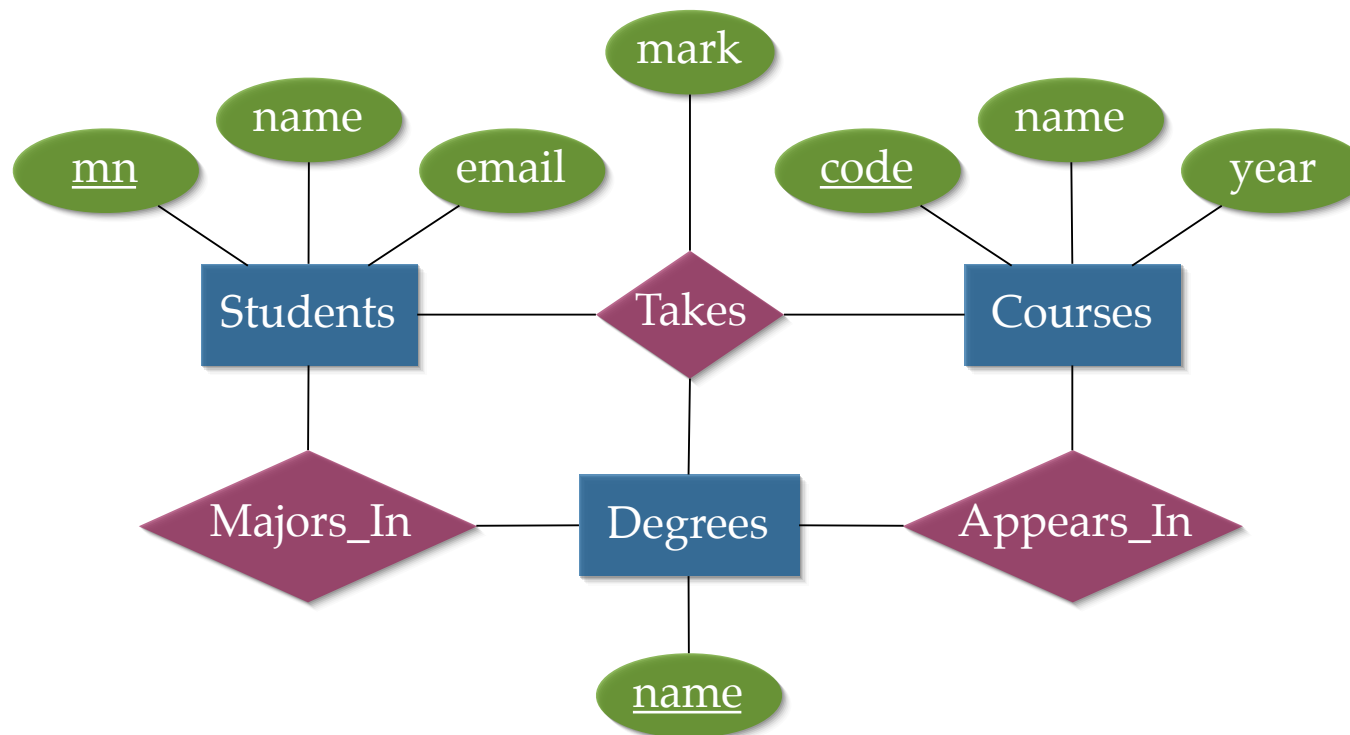 mark
name
name
mn
email
code
year
Students
Takes
Courses
Majors_In
Degrees
Appears_In
name